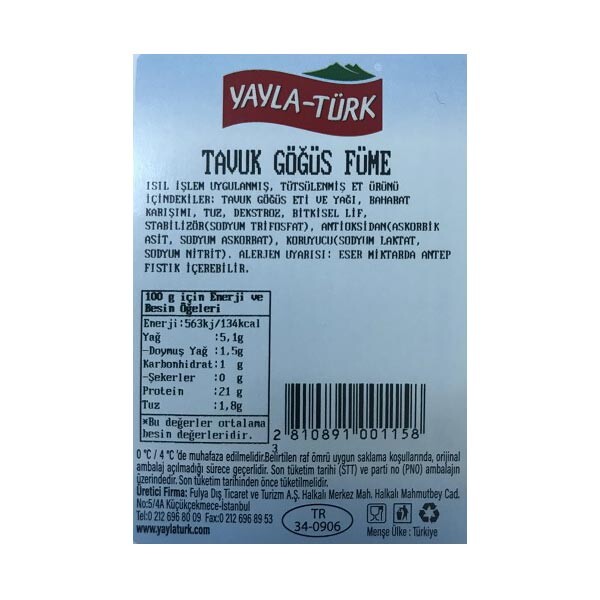 YAYLA-TÜRK
TAVUK GÖĞÜS FÜME
ISIL İŞLEM UYGULANMIŞ, TÜTSÜLENMİŞ ET ÜRÜNÜ
İÇİNDEKİLER: TAVUK GÖĞÜS ETİ VE YAĞI, BAHARAT
KARIŞIMI, TUZ, DEKSTROZ, BİTKİSEL LİF,
STABİLİZÖR(SODYUM TRİFOSFAT), ANTİOKSİDAN(ASKORBİK
ASİT, SODYUM ASKORBAT), KORUYUCU(SODYUM LAKTAT,
SODYUM NİTRİT). ALERJEN UYARISI: ESER MİKTARDA ANTEP
FISTIK İÇEREBİLİR.
100 g için Enerji ve
Besin Öğeleri
Enerji:563kj/134kcal
Yağ :5,1g
-Doymuş Yağ :1,5g
Karbonhidrat:1 g
-Şekerler :0 g
Protein :21 g
Tuz :1,8g
*Bu değerler ortalama
besin değerleridir.
2 810891 001158
3
0 °C / 4 °C 'de muhafaza edilmelidir.Belirtilen raf ömrü uygun saklama koşullarında, orijinal
ambalaj açılmadığı sürece geçerlidir. Son tüketim tarihi (STT) ve parti no (PNO) ambalajın
üzerindedir. Son tüketim tarihinden önce tüketilmelidir.
Üretici Firma: Fulya Dış Ticaret ve Turizm A.Ş. Halkalı Merkez Mah. Halkalı Mahmutbey Cad.
No:5/4A Küçükçekmece-İstanbul
Tel:0 212 696 80 09 Fax:0 212 696 89 53
www.yaylaturk.com
TR
34-0906
Menşe Ülke : Türkiye